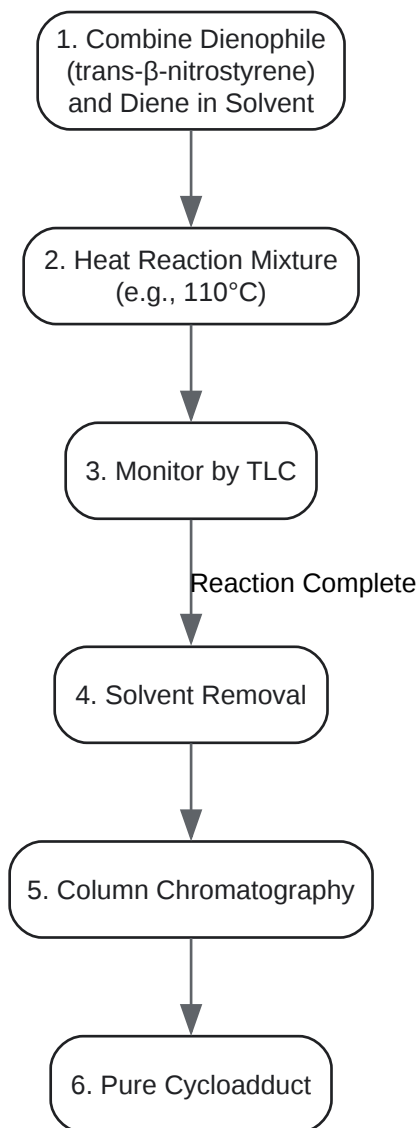 1. Combine Dienophile
(trans-β-nitrostyrene)
and Diene in Solvent
2. Heat Reaction Mixture
(e.g., 110°C)
3. Monitor by TLC
Reaction Complete
4. Solvent Removal
5. Column Chromatography
6. Pure Cycloadduct